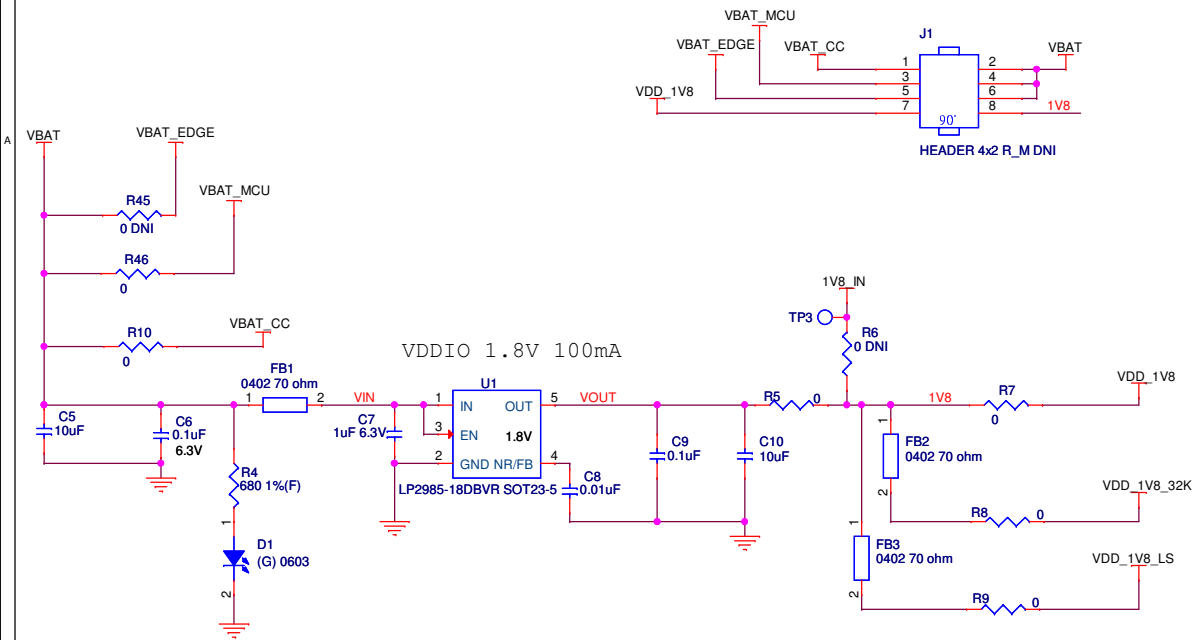 VBAT_MCU
J1
VBAT_EDGE
VBAT_CC
VBAT
1
2
3
4
VDD_1V8
5
6
7
8
1V8
90°
HEADER 4x2 R_M DNI
A
VBAT
VBAT_EDGE
R45
0 DNI
VBAT_MCU
R46
0
R10
0
VBAT_CC
VDDIO 1.8V 100mA
FB1
0402 70 ohm
1
2
VIN
C5
10uF
C6
0.1uF
6.3V
C7
1uF 6.3V
R4
680 1%(F)
1
D1
(G) 0603
2
U1
1
IN
OUT
5
3
EN
1.8V
2
GND
NR/FB
4
LP2985-18DBVR SOT23-5
VOUT
C8
0.01uF
C9
0.1uF
C10
10uF
R5
0
1V8_IN
TP3
R6
0 DNI
1V8
R7
0
VDD_1V8
1
FB2
0402 70 ohm
2
R8
0
VDD_1V8_32K
1
FB3
0402 70 ohm
2
R9
0
VDD_1V8_LS